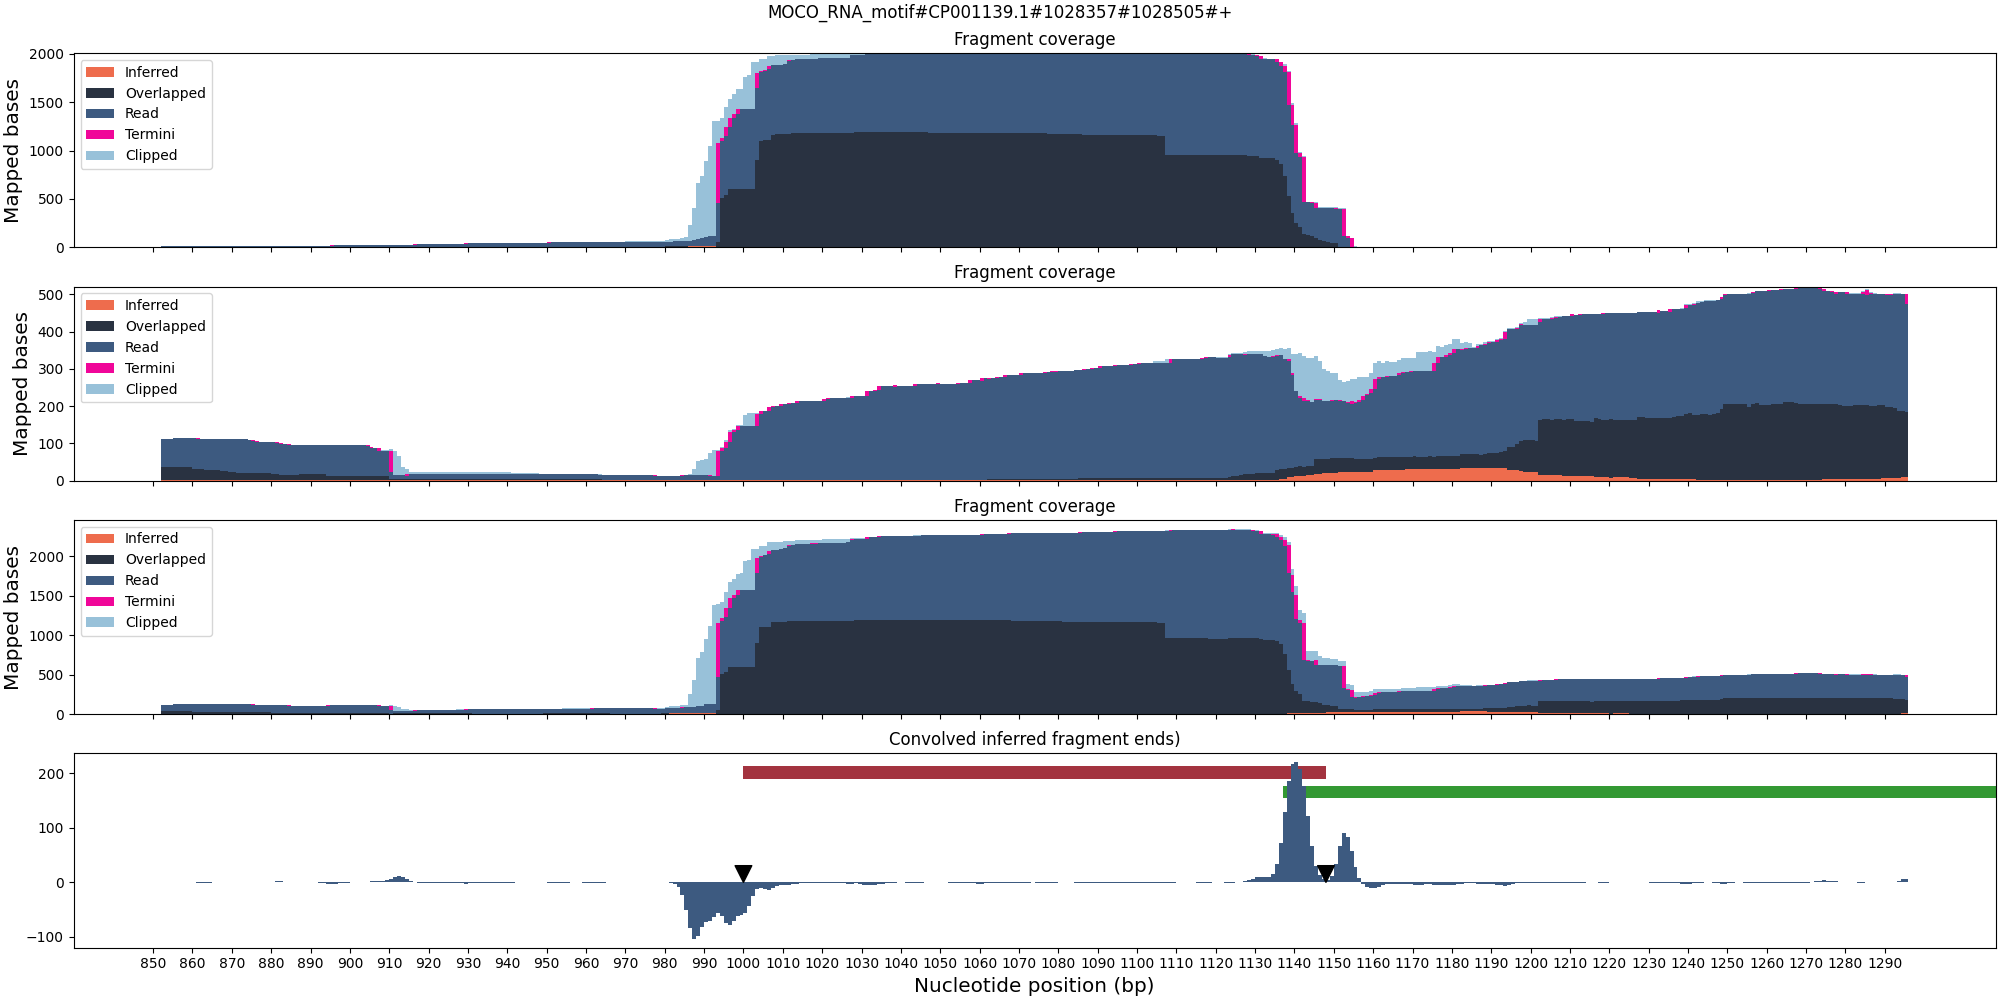 MOCO_RNA_motif#CP001139.1#1028357#1028505#+
Fragment coverage
Mapped bases
2000
1500
1000
500
0
Inferred
Overlapped
Read
Termini
Clipped
Fragment coverage
Mapped bases
500
400
300
200
100
0
Inferred
Overlapped
Read
Termini
Clipped
Fragment coverage
Mapped bases
2000
1500
1000
500
0
Inferred
Overlapped
Read
Termini
Clipped
Convolved inferred fragment ends)
200
100
0
−100
850 860 870 880 890 900 910 920 930 940 950 960 970 980 990 1000 1010 1020 1030 1040 1050 1060 1070 1080 1090 1100 1110 1120 1130 1140 1150 1160 1170 1180 1190 1200 1210 1220 1230 1240 1250 1260 1270 1280 1290
Nucleotide position (bp)